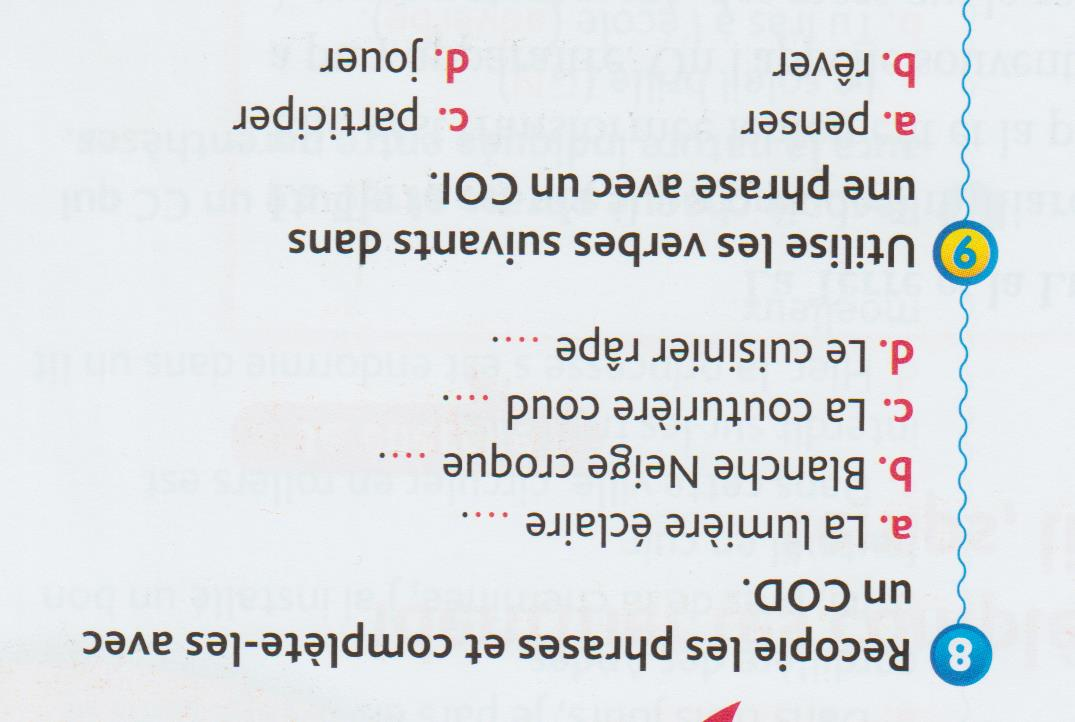 8 Recopie les phrases et complète-les avec
un COD.
a. La lumière éclaire ....
b. Blanche Neige croque ....
c. La couturière coud ....
d. Le cuisinier râpe ....
9 Utilise les verbes suivants dans
une phrase avec un COI.
a. penser c. participer
b. rêver d. jouer